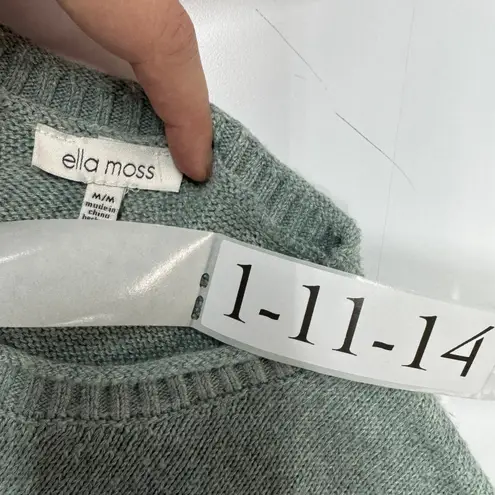 ella moss
M/M
made in
china
1-11-14